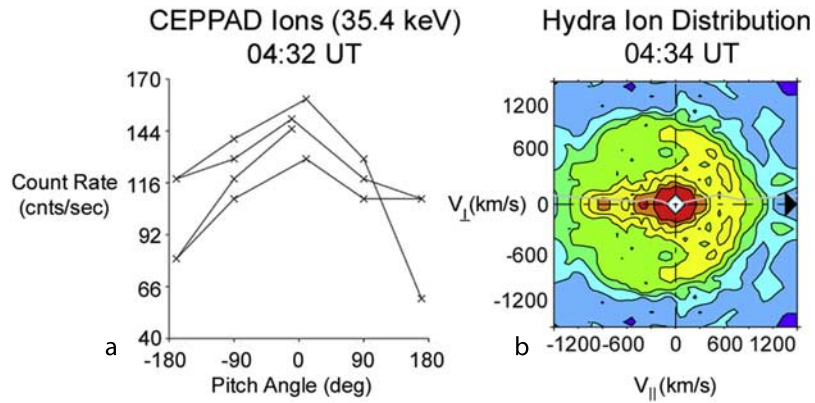 CEPPAD Ions (35.4 keV)
04:32 UT
170
144
116
92
66
40
Count Rate
(cnts/sec)
-180 -90 0 90 180
Pitch Angle (deg)
a
Hydra Ion Distribution
04:34 UT
1200
600
0
-600
-1200
V⊥(km/s)
-1200 -600 0 600 1200
V||(km/s)
b